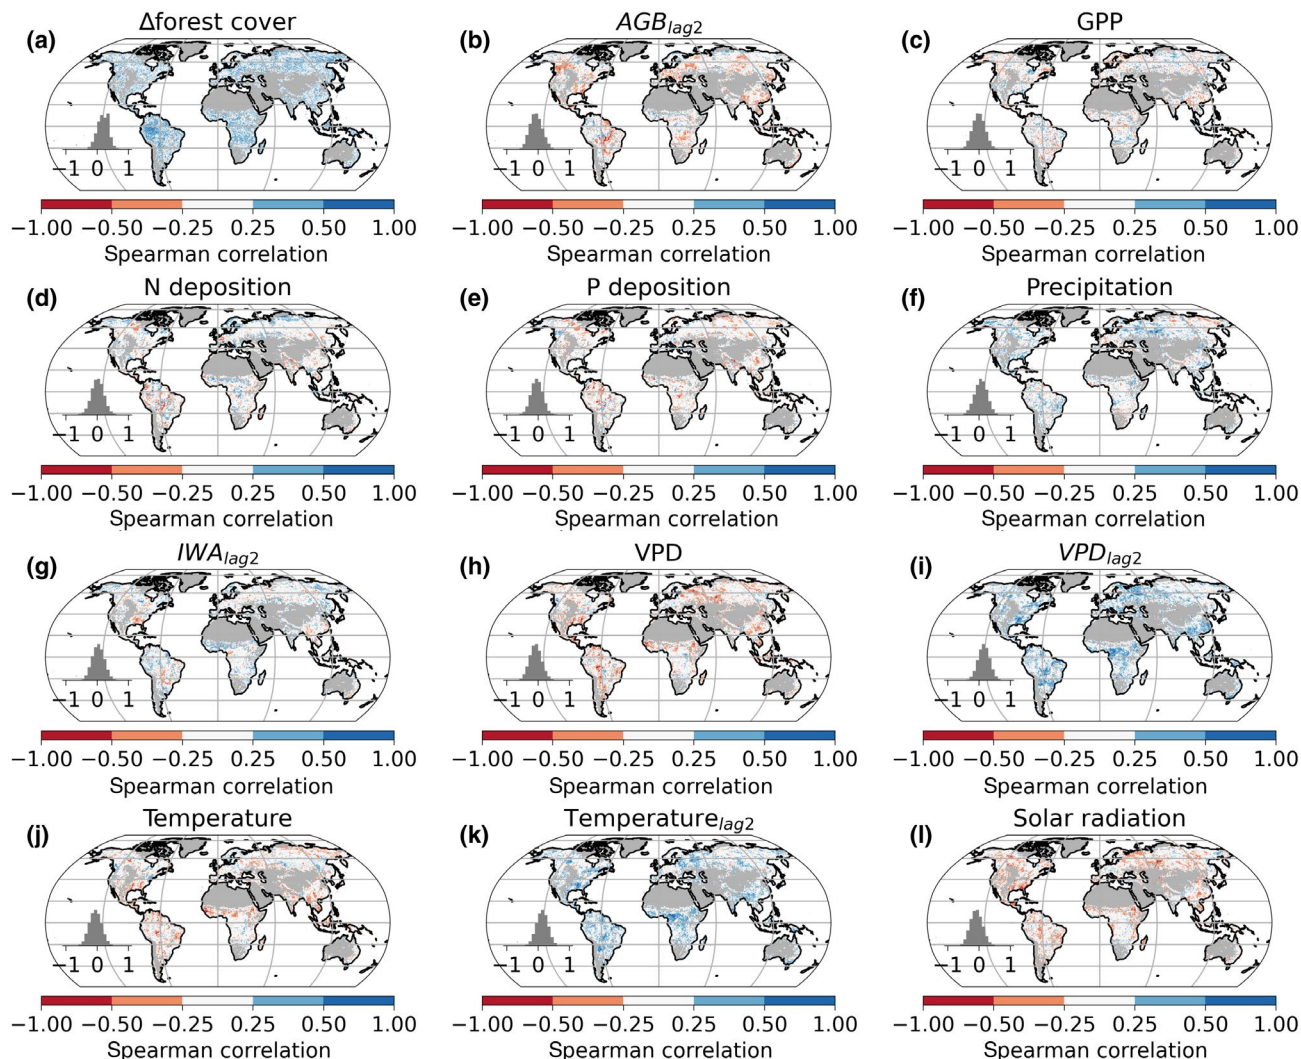 (a) Δforest cover
(b) AGBlag2
(c) GPP
−1 0 1
−1 0 1
−1 0 1
−1.00 −0.50 −0.25 0.25 0.50 1.00
−1.00 −0.50 −0.25 0.25 0.50 1.00
−1.00 −0.50 −0.25 0.25 0.50 1.00
Spearman correlation
Spearman correlation
Spearman correlation
(d) N deposition
(e) P deposition
(f) Precipitation
−1 0 1
−1 0 1
−1 0 1
−1.00 −0.50 −0.25 0.25 0.50 1.00
−1.00 −0.50 −0.25 0.25 0.50 1.00
−1.00 −0.50 −0.25 0.25 0.50 1.00
Spearman correlation
Spearman correlation
Spearman correlation
(g) IWAlag2
(h) VPD
(i) VPDlag2
−1 0 1
−1 0 1
−1 0 1
−1.00 −0.50 −0.25 0.25 0.50 1.00
−1.00 −0.50 −0.25 0.25 0.50 1.00
−1.00 −0.50 −0.25 0.25 0.50 1.00
Spearman correlation
Spearman correlation
Spearman correlation
(j) Temperature
(k) Temperaturelag2
(l) Solar radiation
−1 0 1
−1 0 1
−1 0 1
−1.00 −0.50 −0.25 0.25 0.50 1.00
−1.00 −0.50 −0.25 0.25 0.50 1.00
−1.00 −0.50 −0.25 0.25 0.50 1.00
Spearman correlation
Spearman correlation
Spearman correlation